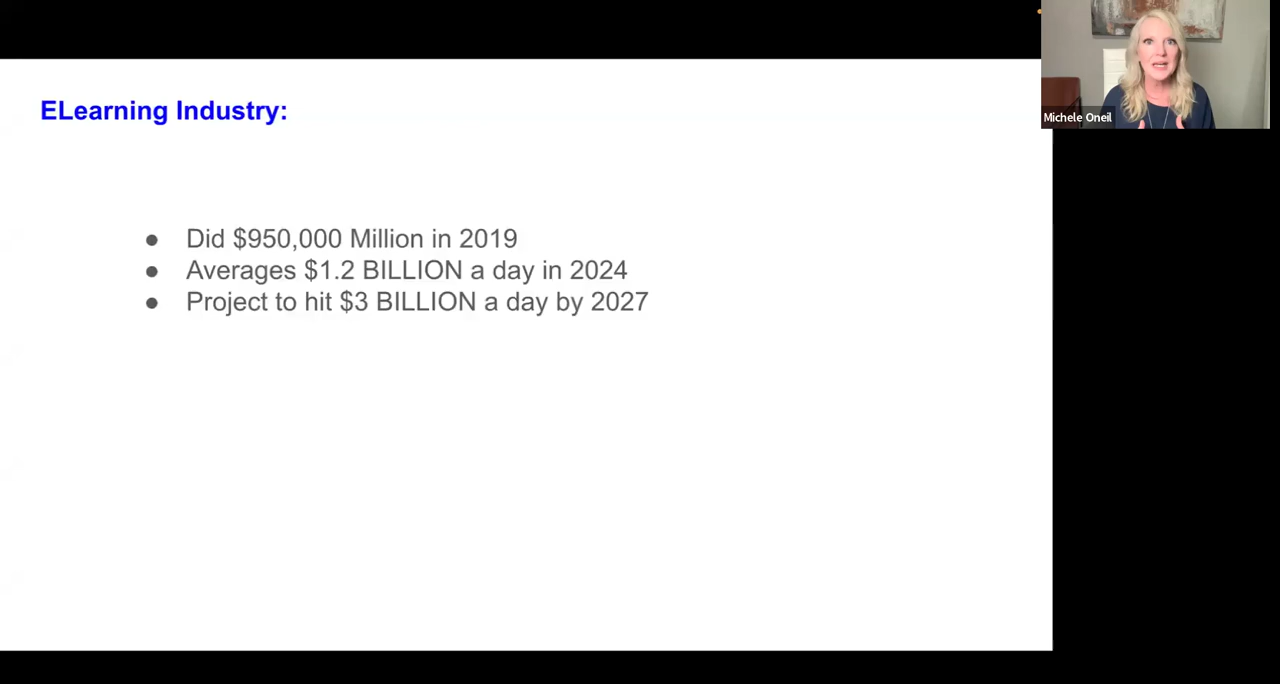 ELearning Industry:
Did $950,000 Million in 2019
Averages $1.2 BILLION a day in 2024
Project to hit $3 BILLION a day by 2027
Michele Oneil